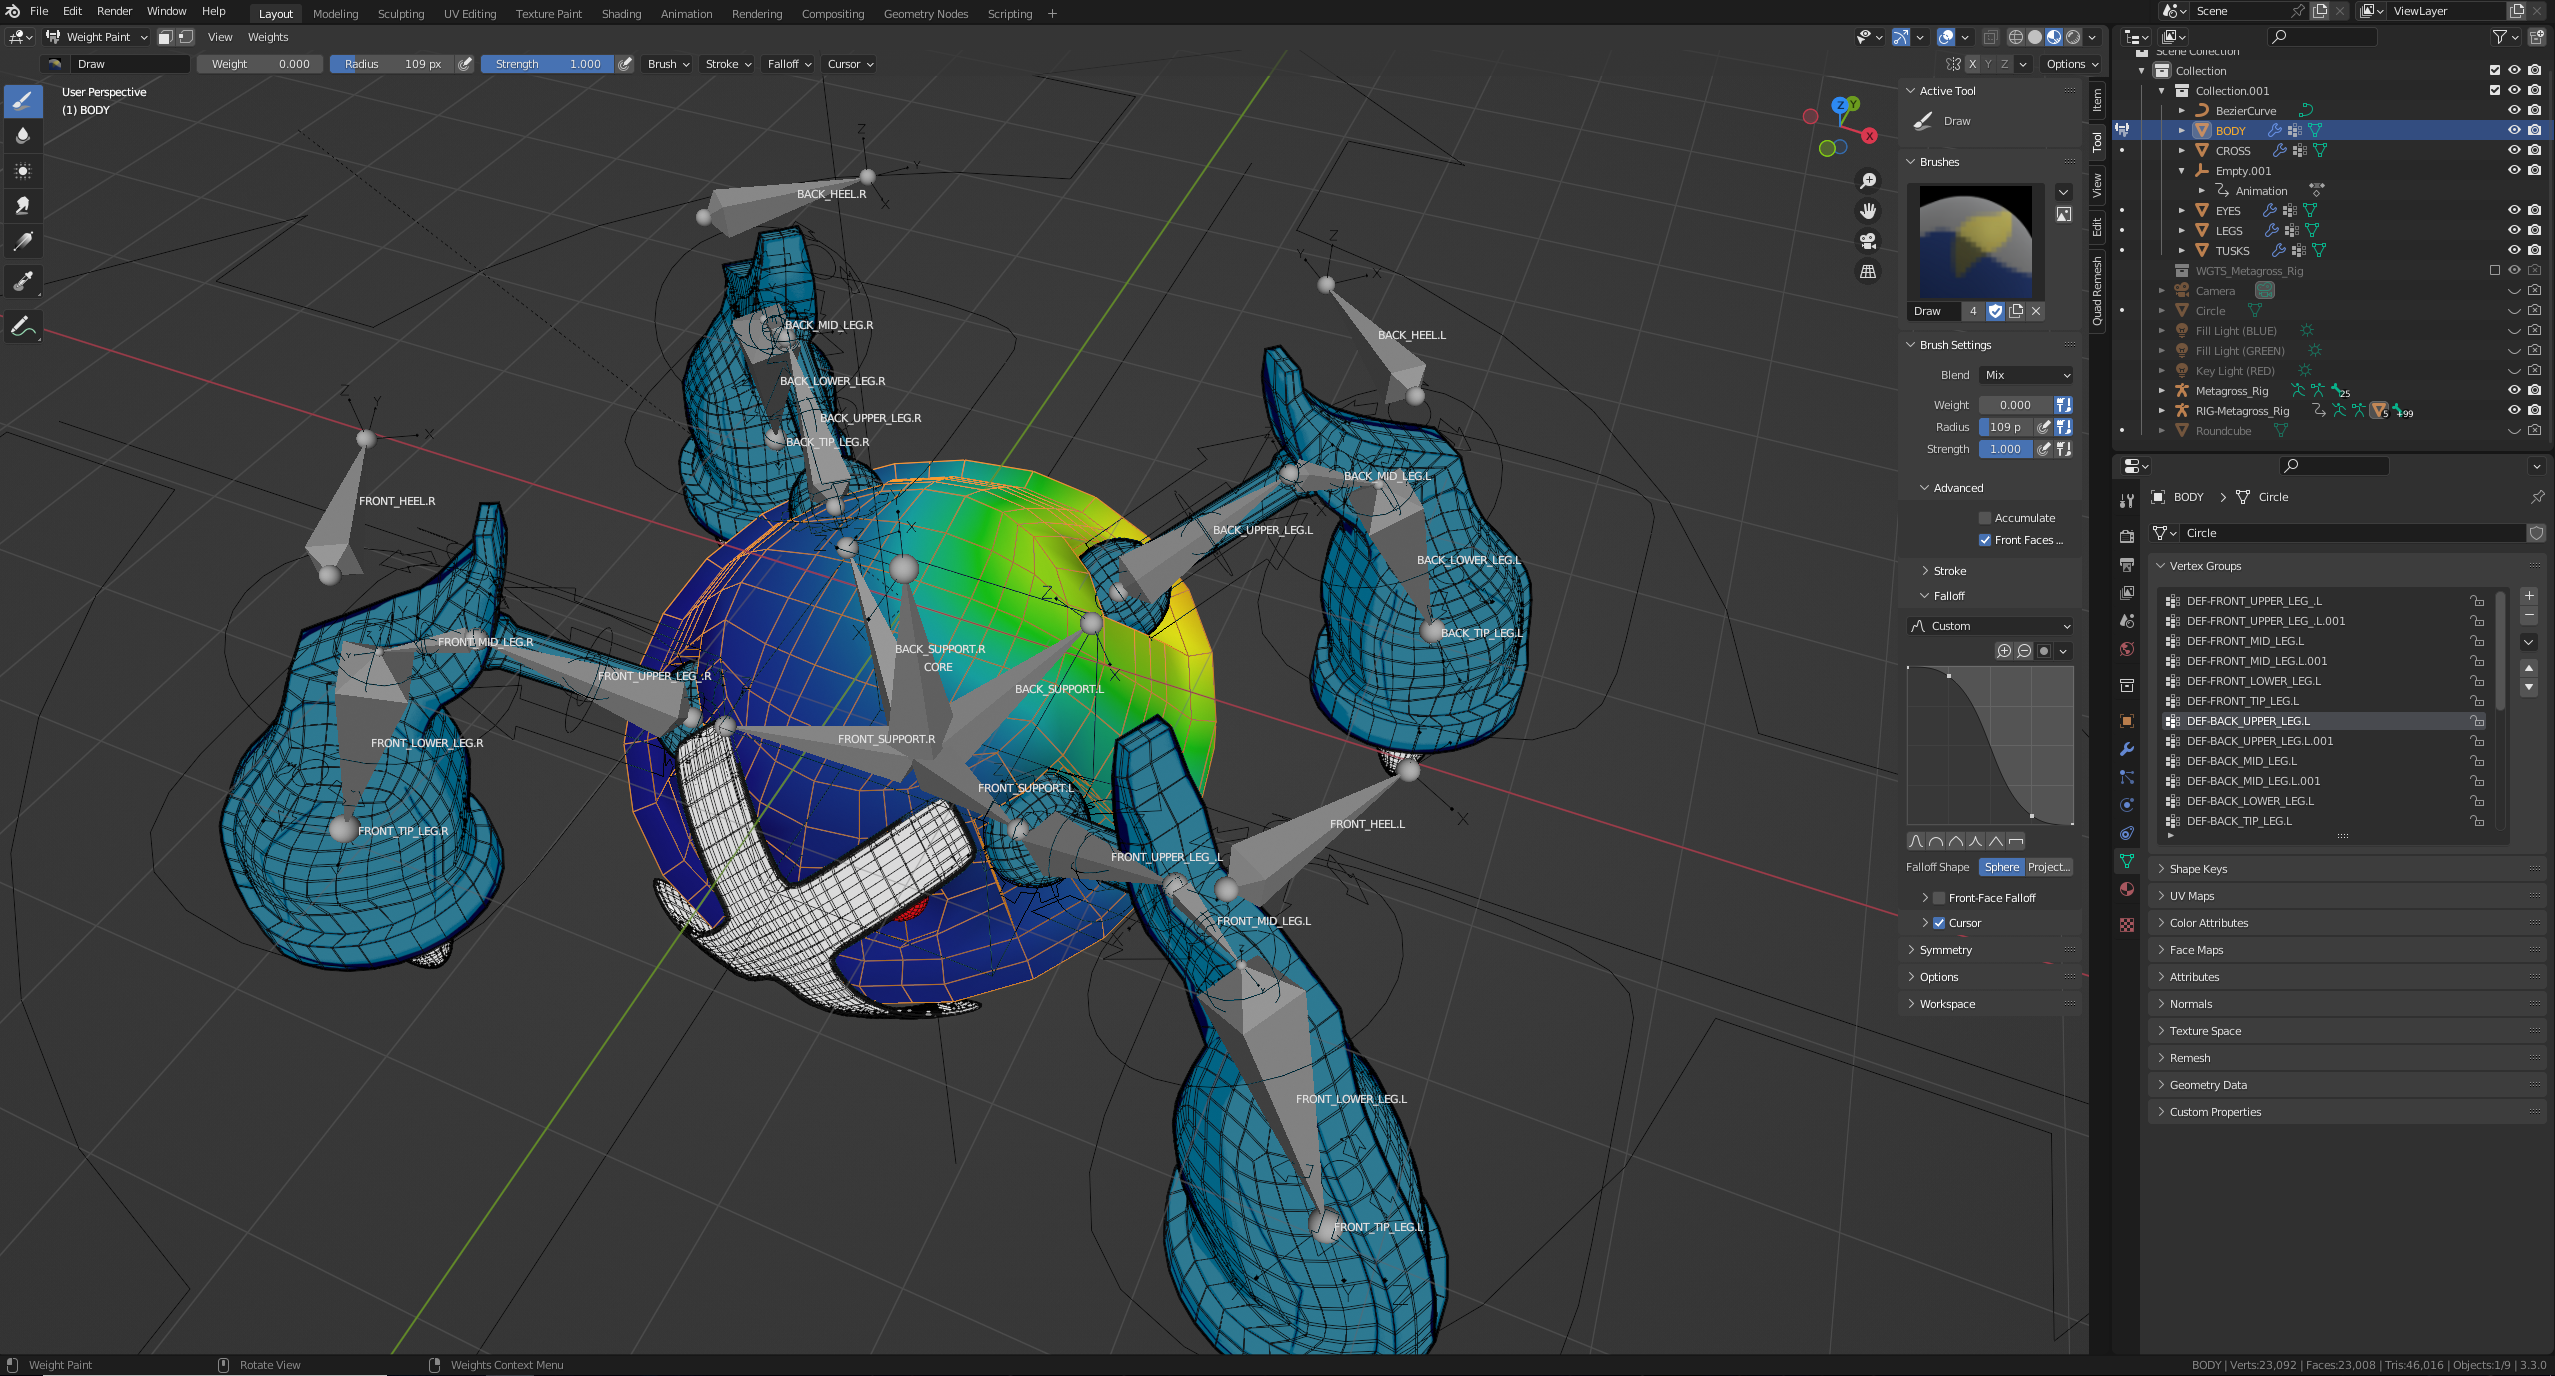 File Edit Render Window Help Layout Modeling Sculpting UV Editing Texture Paint Shading Animation Rendering Compositing Geometry Nodes Scripting + Scene ViewLayer
Weight Paint View Weights
Draw Weight 0.000 Radius 109 px Strength 1.000 Brush Stroke Falloff Cursor X Y Z Options
User Perspective
(1) BODY
BACK_HEEL.R
BACK_MID_LEG.R
BACK_HEEL.L
BACK_LOWER_LEG.R
BACK_UPPER_LEG.R
BACK_TIP_LEG.R
BACK_MID_LEG.L
FRONT_HEEL.R
BACK_UPPER_LEG.L
BACK_LOWER_LEG.L
BACK_TIP_LEG.L
FRONT_MID_LEG.R
BACK_SUPPORT.R
CORE
FRONT_UPPER_LEG_.R
BACK_SUPPORT.L
FRONT_SUPPORT.R
FRONT_LOWER_LEG.R
FRONT_SUPPORT.L
FRONT_HEEL.L
FRONT_TIP_LEG.R
FRONT_UPPER_LEG_.L
FRONT_MID_LEG.L
FRONT_LOWER_LEG.L
FRONT_TIP_LEG.L
Active Tool
Draw
Brushes
Draw 4
Brush Settings
Blend Mix
Weight 0.000
Radius 109 p
Strength 1.000
Advanced
Accumulate
Front Faces ...
Stroke
Falloff
Custom
Falloff Shape Sphere Project...
Front-Face Falloff
Cursor
Symmetry
Options
Workspace
Item
Tool
View
Edit
Quad Remesh
Scene Collection
Collection
Collection.001
BezierCurve
BODY
CROSS
Empty.001
Animation
EYES
LEGS
TUSKS
WGTS_Metagross_Rig
Camera
Circle
Fill Light (BLUE)
Fill Light (GREEN)
Key Light (RED)
Metagross_Rig 25
RIG-Metagross_Rig 5 +99
Roundcube
BODY > Circle
Circle
Vertex Groups
DEF-FRONT_UPPER_LEG_.L
DEF-FRONT_UPPER_LEG_.L.001
DEF-FRONT_MID_LEG.L
DEF-FRONT_MID_LEG.L.001
DEF-FRONT_LOWER_LEG.L
DEF-FRONT_TIP_LEG.L
DEF-BACK_UPPER_LEG.L
DEF-BACK_UPPER_LEG.L.001
DEF-BACK_MID_LEG.L
DEF-BACK_MID_LEG.L.001
DEF-BACK_LOWER_LEG.L
DEF-BACK_TIP_LEG.L
Shape Keys
UV Maps
Color Attributes
Face Maps
Attributes
Normals
Texture Space
Remesh
Geometry Data
Custom Properties
Weight Paint Rotate View Weights Context Menu BODY | Verts:23,092 | Faces:23,008 | Tris:46,016 | Objects:1/9 | 3.3.0